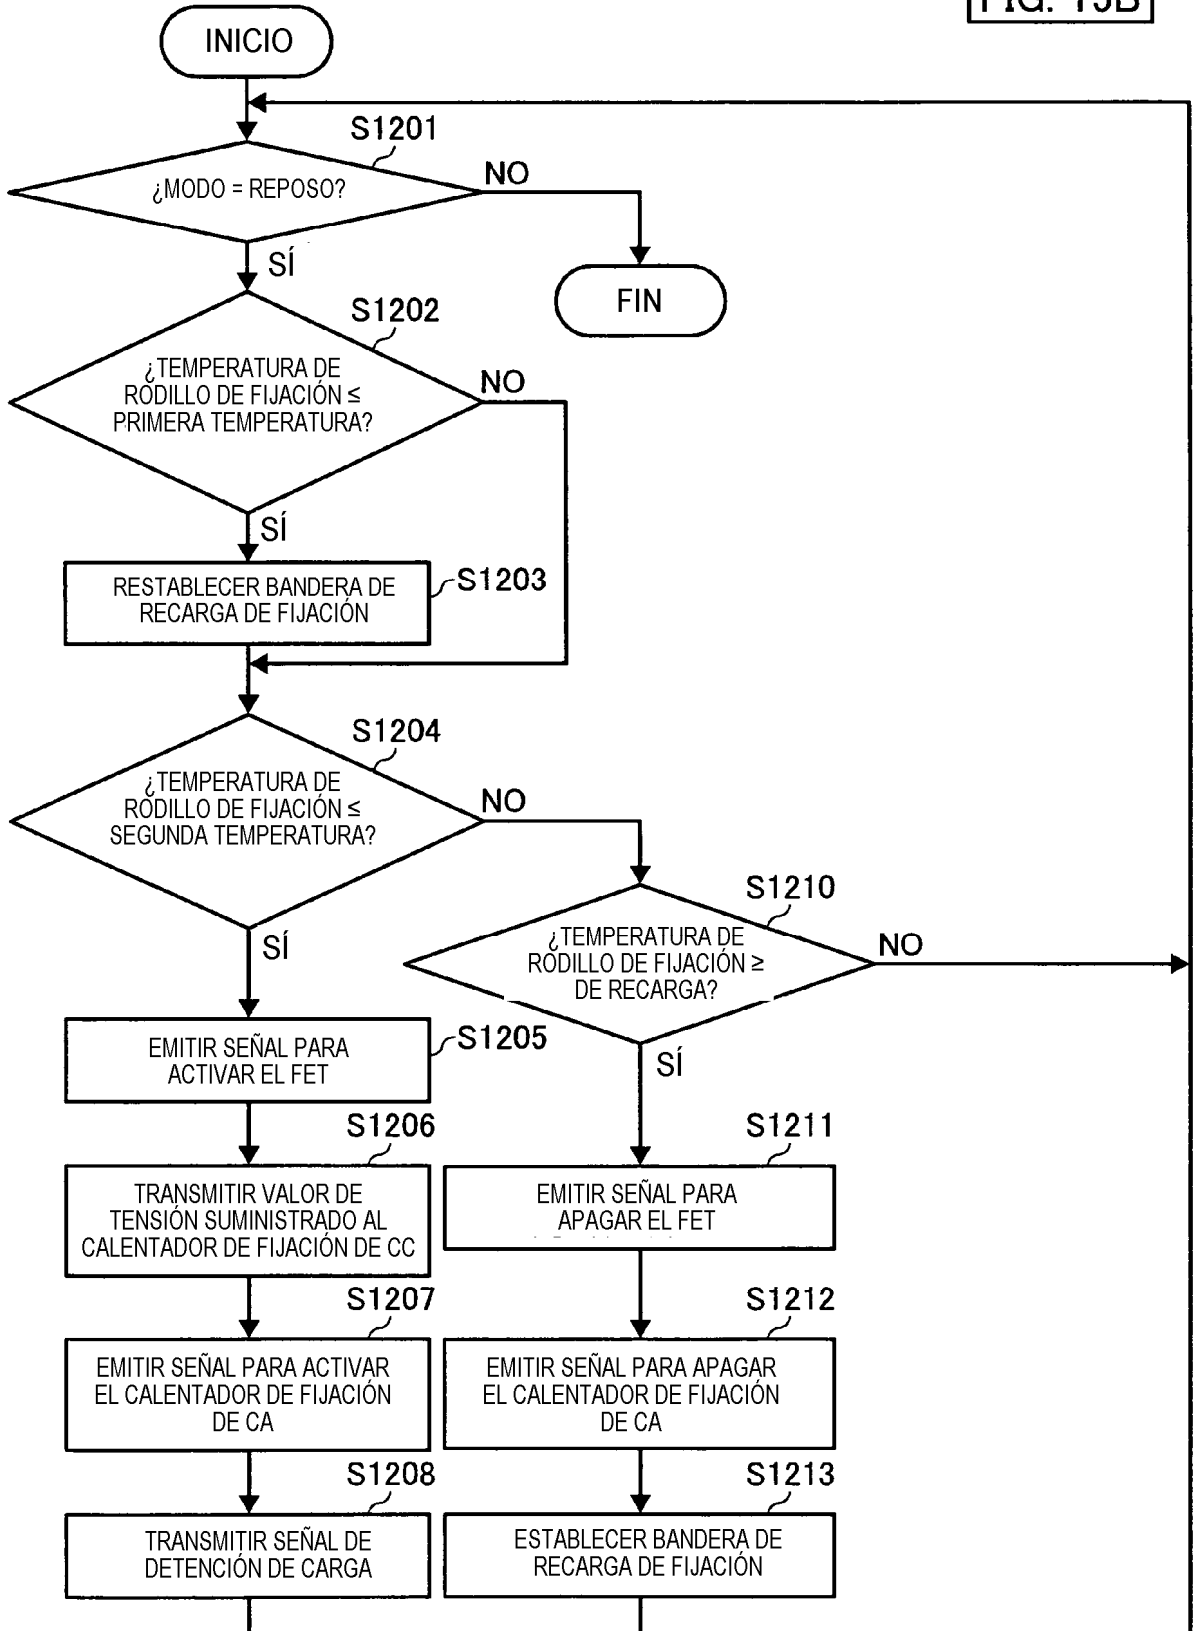 INICIO
S1201
¿MODO = REPOSO?
NO
SÍ
FIN
S1202
¿TEMPERATURA DE
RODILLO DE FIJACIÓN ≤
PRIMERA TEMPERATURA?
NO
SÍ
RESTABLECER BANDERA DE
RECARGA DE FIJACIÓN
S1203
S1204
¿TEMPERATURA DE
RODILLO DE FIJACIÓN ≤
SEGUNDA TEMPERATURA?
NO
SÍ
S1210
¿TEMPERATURA DE
RODILLO DE FIJACIÓN ≥
DE RECARGA?
NO
SÍ
EMITIR SEÑAL PARA
ACTIVAR EL FET
S1205
S1206
TRANSMITIR VALOR DE
TENSIÓN SUMINISTRADO AL
CALENTADOR DE FIJACIÓN DE CC
S1211
EMITIR SEÑAL PARA
APAGAR EL FET
S1207
EMITIR SEÑAL PARA ACTIVAR
EL CALENTADOR DE FIJACIÓN
DE CA
S1212
EMITIR SEÑAL PARA APAGAR
EL CALENTADOR DE FIJACIÓN
DE CA
S1208
TRANSMITIR SEÑAL DE
DETENCIÓN DE CARGA
S1213
ESTABLECER BANDERA DE
RECARGA DE FIJACIÓN